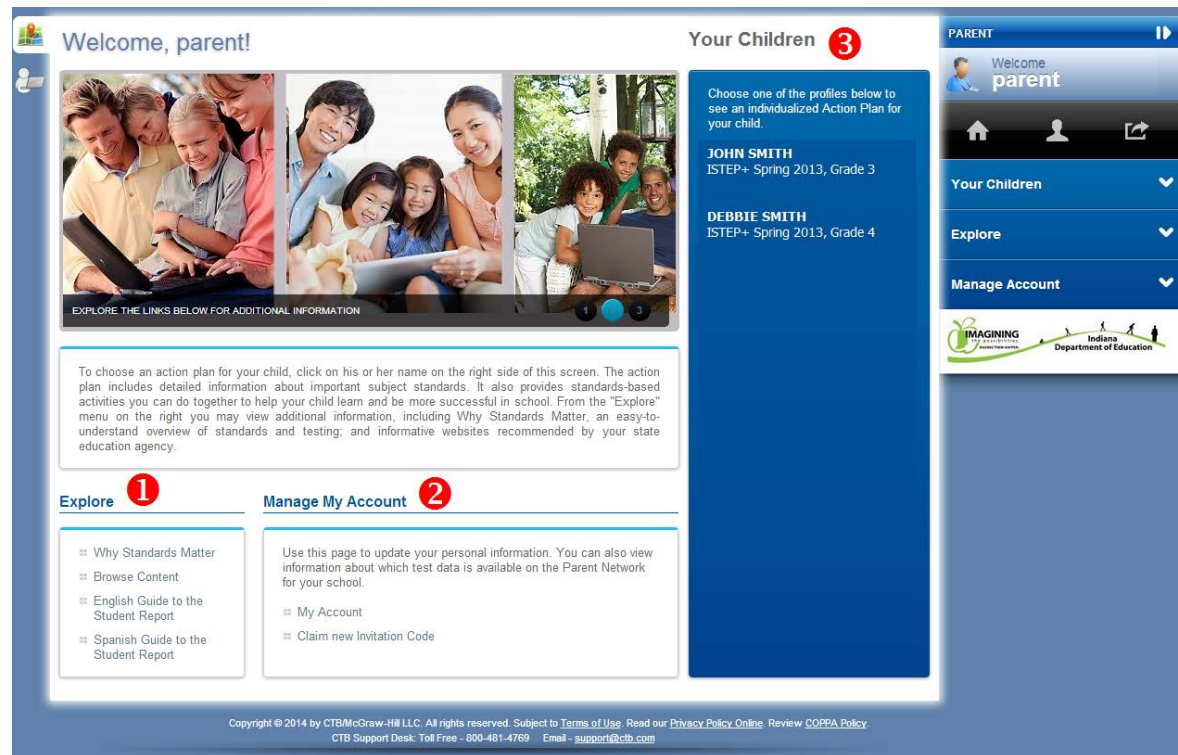 Welcome, parent!
EXPLORE THE LINKS BELOW FOR ADDITIONAL INFORMATION
1 2 3
To choose an action plan for your child, click on his or her name on the right side of this screen. The action
plan includes detailed information about important subject standards. It also provides standards-based
activities you can do together to help your child learn and be more successful in school. From the "Explore"
menu on the right you may view additional information, including Why Standards Matter, an easy-to-
understand overview of standards and testing; and informative websites recommended by your state
education agency.
Explore 1
Why Standards Matter
Browse Content
English Guide to the
Student Report
Spanish Guide to the
Student Report
Manage My Account 2
Use this page to update your personal information. You can also view
information about which test data is available on the Parent Network
for your school.
My Account
Claim new Invitation Code
Your Children 3
Choose one of the profiles below to
see an individualized Action Plan for
your child.
JOHN SMITH
ISTEP+ Spring 2013, Grade 3
DEBBIE SMITH
ISTEP+ Spring 2013, Grade 4
PARENT
Welcome
parent
Your Children
Explore
Manage Account
IMAGINING
the possibilities.
MAKING THEM HAPPEN.
Indiana
Department of Education
Copyright © 2014 by CTB/McGraw-Hill LLC. All rights reserved. Subject to Terms of Use. Read our Privacy Policy Online. Review COPPA Policy.
CTB Support Desk: Toll Free - 800-481-4769 Email - support@ctb.com